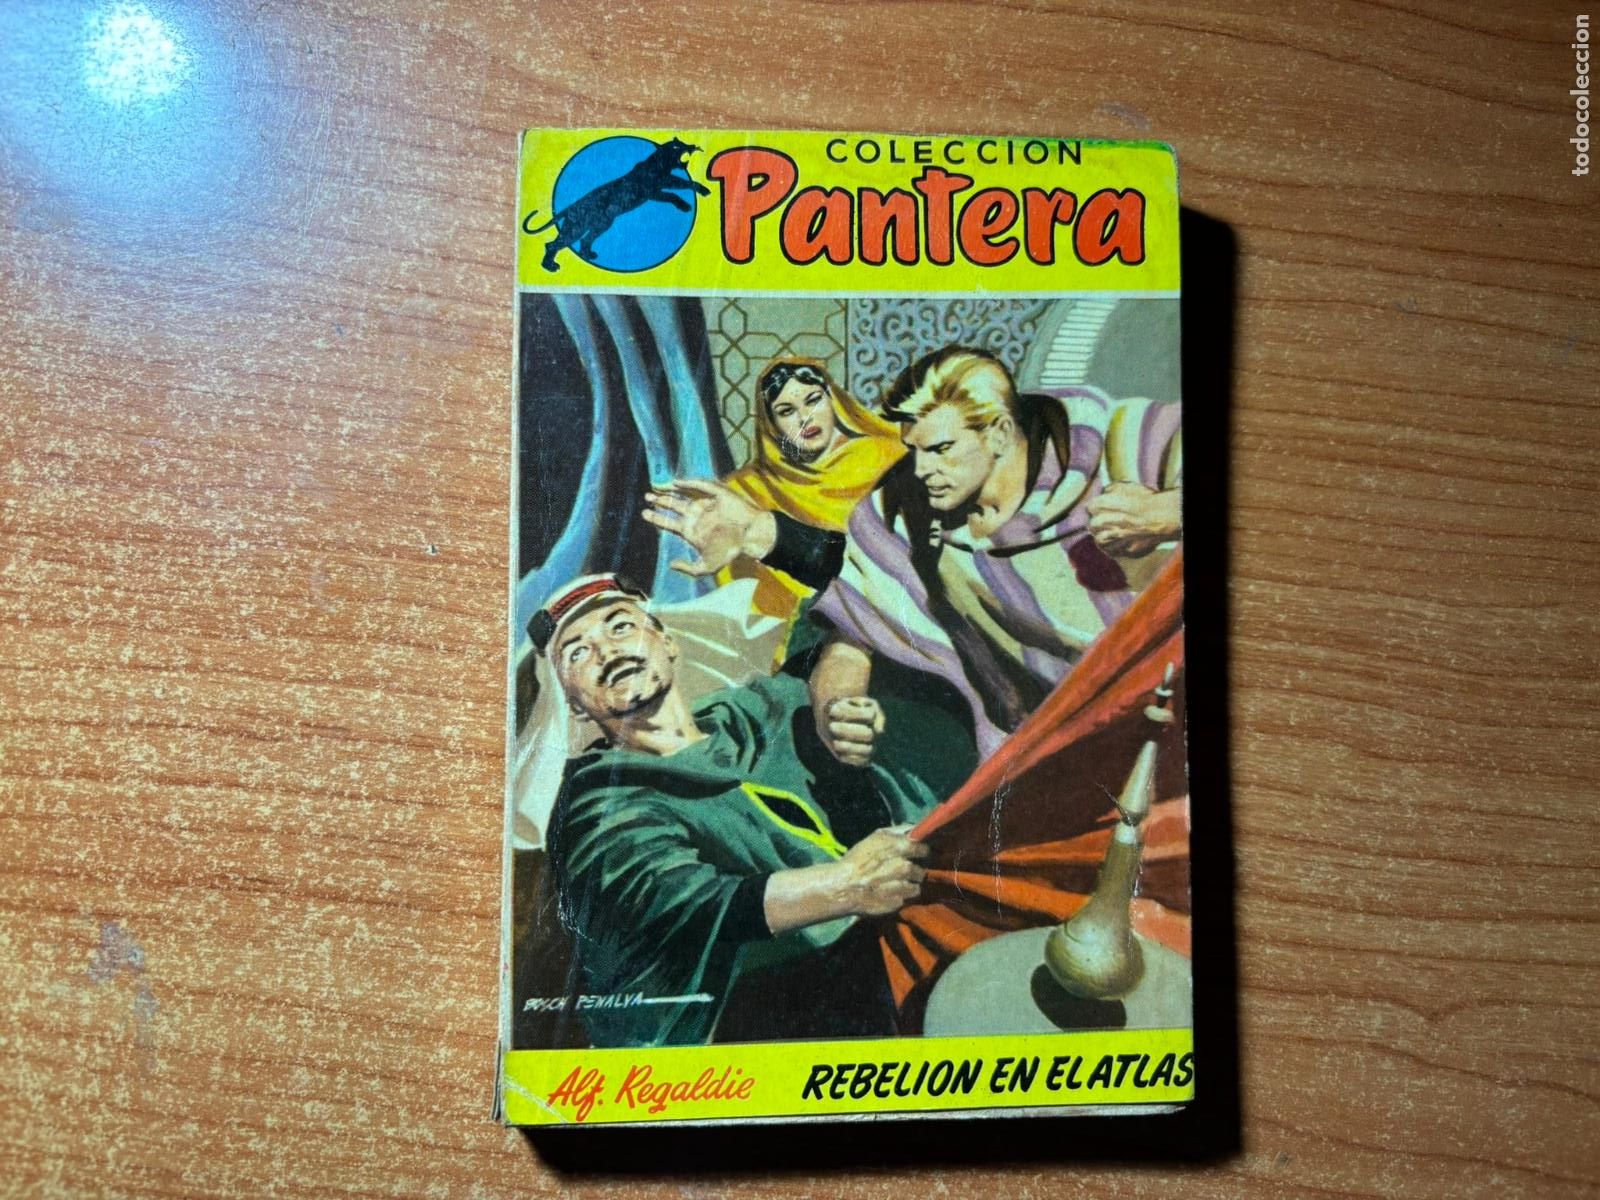 COLECCION
Pantera
BOSCH PENALVA
Alf. Regaldie
REBELION EN EL ATLAS
todocoleccion